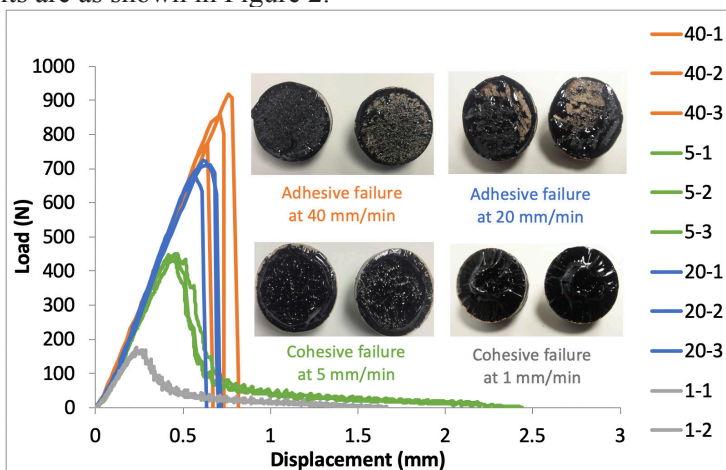 its are as shown in Figure 2.
1000
900
800
700
600
500
400
300
200
100
0
Load (N)
0 0.5 1 1.5 2 2.5 3
Displacement (mm)
Adhesive failure
at 40 mm/min
Adhesive failure
at 20 mm/min
Cohesive failure
at 5 mm/min
Cohesive failure
at 1 mm/min
40-1
40-2
40-3
5-1
5-2
5-3
20-1
20-2
20-3
1-1
1-2